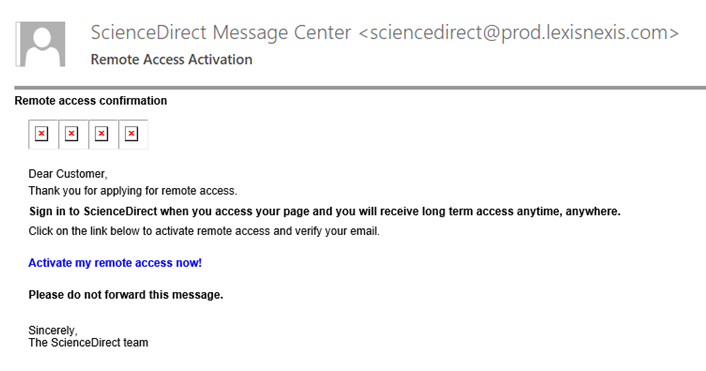 ScienceDirect Message Center <sciencedirect@prod.lexisnexis.com>
Remote Access Activation
Remote access confirmation
Dear Customer,
Thank you for applying for remote access.
Sign in to ScienceDirect when you access your page and you will receive long term access anytime, anywhere.
Click on the link below to activate remote access and verify your email.
Activate my remote access now!
Please do not forward this message.
Sincerely,
The ScienceDirect team